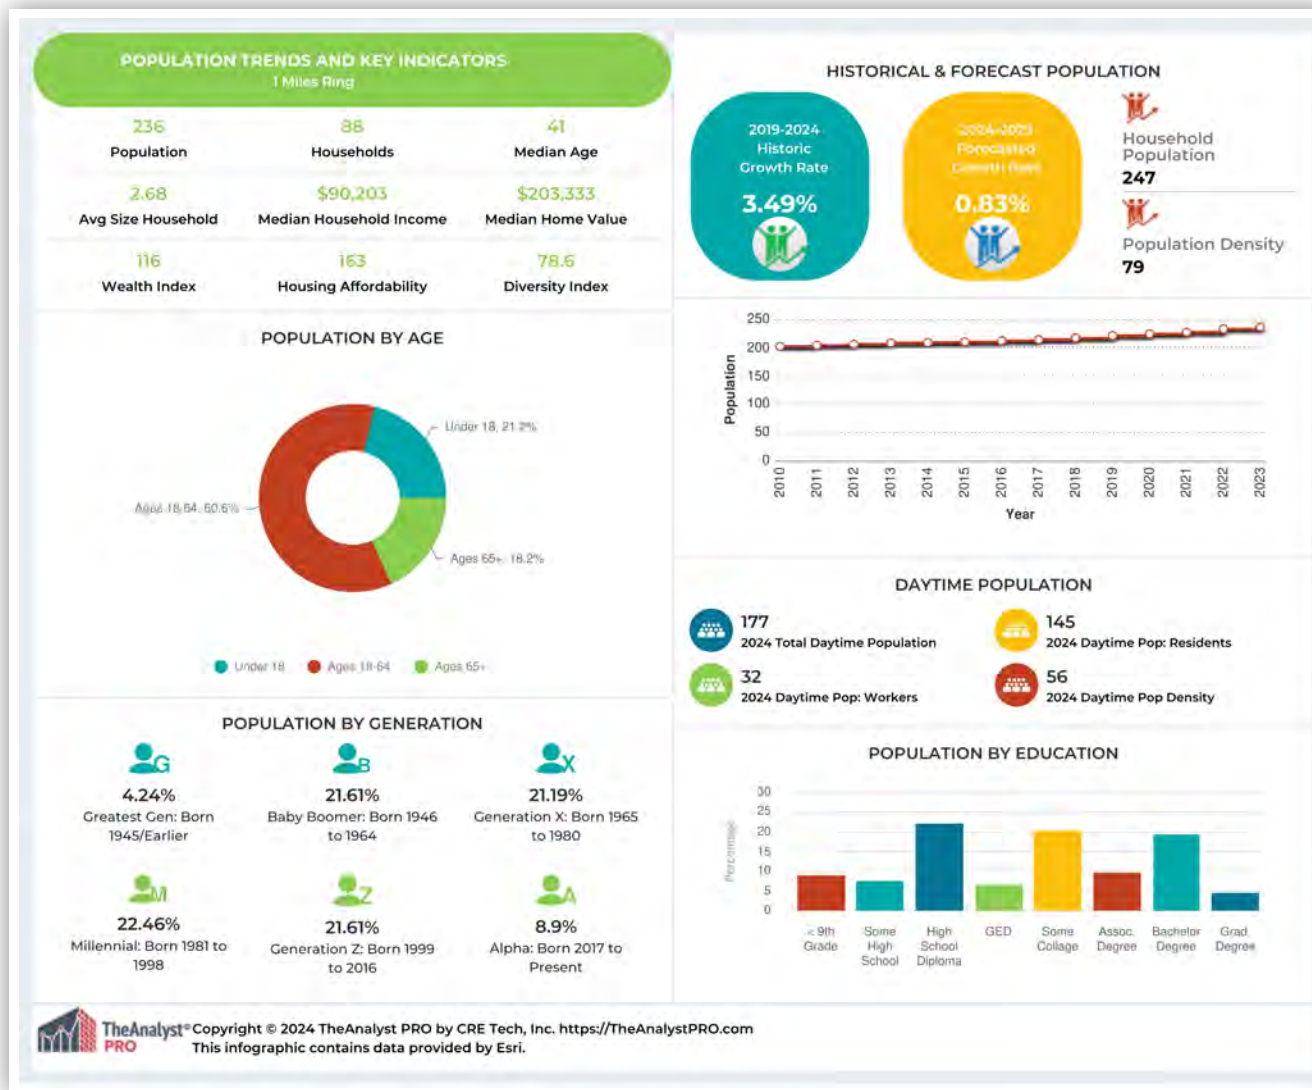 POPULATION TRENDS AND KEY INDICATORS
1 Miles Ring
236
Population
88
Households
41
Median Age
2.68
Avg Size Household
$90,203
Median Household Income
$203,333
Median Home Value
116
Wealth Index
163
Housing Affordability
78.6
Diversity Index
POPULATION BY AGE
Under 18, 21.2%
Ages 18-64, 60.6%
Ages 65+, 18.2%
Under 18
Ages 18-64
Ages 65+
POPULATION BY GENERATION
G
4.24%
Greatest Gen: Born
1945/Earlier
B
21.61%
Baby Boomer: Born 1946
to 1964
X
21.19%
Generation X: Born 1965
to 1980
M
22.46%
Millennial: Born 1981 to
1998
Z
21.61%
Generation Z: Born 1999
to 2016
A
8.9%
Alpha: Born 2017 to
Present
HISTORICAL & FORECAST POPULATION
2019-2024
Historic
Growth Rate
3.49%
Forecasted
Growth Rate
0.83%
Household
Population
247
Population Density
79
Population
250
200
150
100
50
0
2010
2011
2012
2013
2014
2015
2016
2017
2018
2019
2020
2021
2022
2023
Year
DAYTIME POPULATION
177
2024 Total Daytime Population
145
2024 Daytime Pop: Residents
32
2024 Daytime Pop: Workers
56
2024 Daytime Pop Density
POPULATION BY EDUCATION
Percentage
30
25
20
15
10
5
0
< 9th
Grade
Some
High
School
High
School
Diploma
GED
Some
Collage
Assoc.
Degree
Bachelor
Degree
Grad.
Degree
TheAnalyst®
PRO
Copyright © 2024 TheAnalyst PRO by CRE Tech, Inc. https://TheAnalystPRO.com
This infographic contains data provided by Esri.